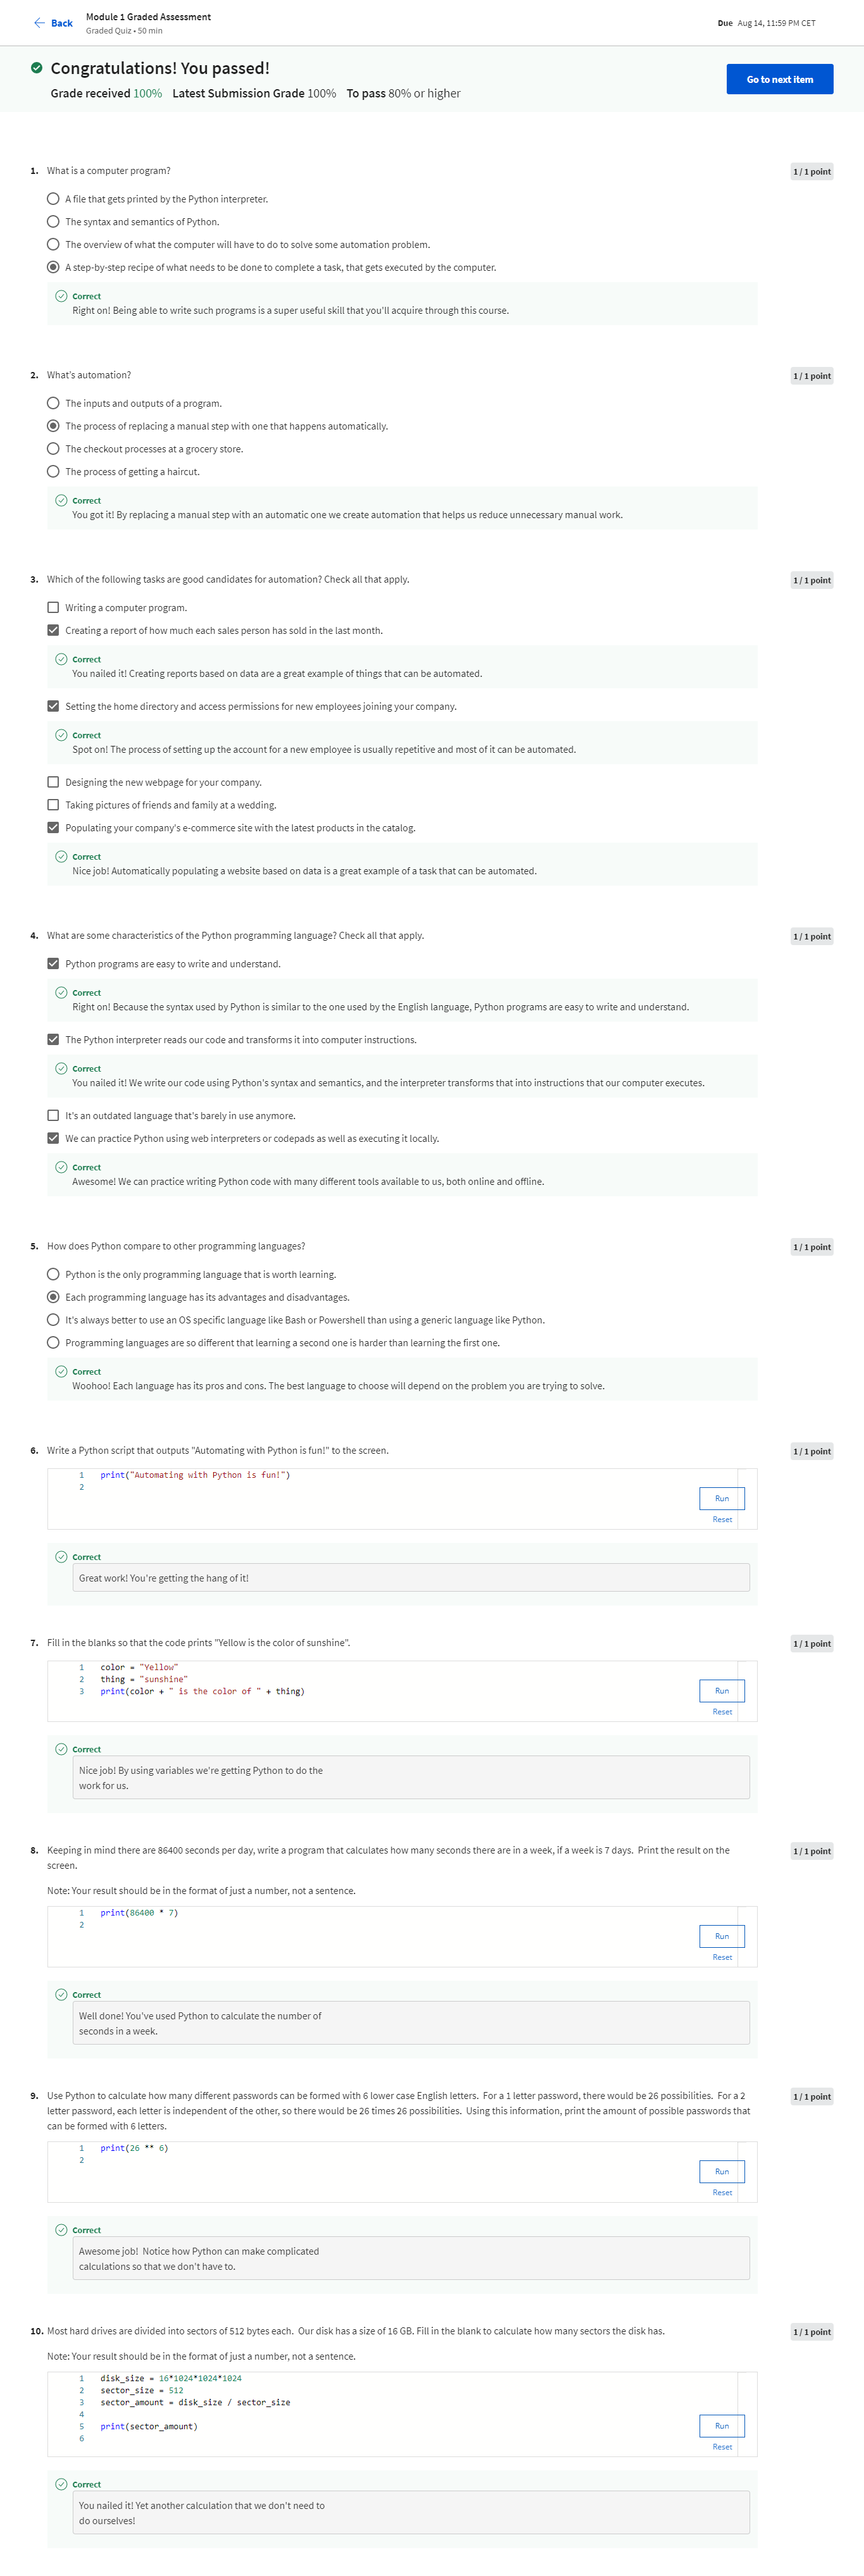 Back
Module 1 Graded Assessment
Graded Quiz • 50 min
Due Aug 14, 11:59 PM CET
Congratulations! You passed!
Grade received 100% Latest Submission Grade 100% To pass 80% or higher
Go to next item
1. What is a computer program?
1 / 1 point
A file that gets printed by the Python interpreter.
The syntax and semantics of Python.
The overview of what the computer will have to do to solve some automation problem.
A step-by-step recipe of what needs to be done to complete a task, that gets executed by the computer.
Correct
Right on! Being able to write such programs is a super useful skill that you'll acquire through this course.
2. What's automation?
1 / 1 point
The inputs and outputs of a program.
The process of replacing a manual step with one that happens automatically.
The checkout processes at a grocery store.
The process of getting a haircut.
Correct
You got it! By replacing a manual step with an automatic one we create automation that helps us reduce unnecessary manual work.
3. Which of the following tasks are good candidates for automation? Check all that apply.
1 / 1 point
Writing a computer program.
Creating a report of how much each sales person has sold in the last month.
Correct
You nailed it! Creating reports based on data are a great example of things that can be automated.
Setting the home directory and access permissions for new employees joining your company.
Correct
Spot on! The process of setting up the account for a new employee is usually repetitive and most of it can be automated.
Designing the new webpage for your company.
Taking pictures of friends and family at a wedding.
Populating your company's e-commerce site with the latest products in the catalog.
Correct
Nice job! Automatically populating a website based on data is a great example of a task that can be automated.
4. What are some characteristics of the Python programming language? Check all that apply.
1 / 1 point
Python programs are easy to write and understand.
Correct
Right on! Because the syntax used by Python is similar to the one used by the English language, Python programs are easy to write and understand.
The Python interpreter reads our code and transforms it into computer instructions.
Correct
You nailed it! We write our code using Python's syntax and semantics, and the interpreter transforms that into instructions that our computer executes.
It's an outdated language that's barely in use anymore.
We can practice Python using web interpreters or codepads as well as executing it locally.
Correct
Awesome! We can practice writing Python code with many different tools available to us, both online and offline.
5. How does Python compare to other programming languages?
1 / 1 point
Python is the only programming language that is worth learning.
Each programming language has its advantages and disadvantages.
It's always better to use an OS specific language like Bash or Powershell than using a generic language like Python.
Programming languages are so different that learning a second one is harder than learning the first one.
Correct
Woohoo! Each language has its pros and cons. The best language to choose will depend on the problem you are trying to solve.
6. Write a Python script that outputs "Automating with Python is fun!" to the screen.
1 / 1 point
1 print("Automating with Python is fun!")
2
Run
Reset
Correct
Great work! You're getting the hang of it!
7. Fill in the blanks so that the code prints "Yellow is the color of sunshine".
1 / 1 point
1 color = "Yellow"
2 thing = "sunshine"
3 print(color + " is the color of " + thing)
Run
Reset
Correct
Nice job! By using variables we're getting Python to do the
work for us.
8. Keeping in mind there are 86400 seconds per day, write a program that calculates how many seconds there are in a week, if a week is 7 days. Print the result on the
screen.
1 / 1 point
Note: Your result should be in the format of just a number, not a sentence.
1 print(86400 * 7)
2
Run
Reset
Correct
Well done! You've used Python to calculate the number of
seconds in a week.
9. Use Python to calculate how many different passwords can be formed with 6 lower case English letters. For a 1 letter password, there would be 26 possibilities. For a 2
letter password, each letter is independent of the other, so there would be 26 times 26 possibilities. Using this information, print the amount of possible passwords that
can be formed with 6 letters.
1 / 1 point
1 print(26 ** 6)
2
Run
Reset
Correct
Awesome job! Notice how Python can make complicated
calculations so that we don't have to.
10. Most hard drives are divided into sectors of 512 bytes each. Our disk has a size of 16 GB. Fill in the blank to calculate how many sectors the disk has.
1 / 1 point
Note: Your result should be in the format of just a number, not a sentence.
1 disk_size = 16*1024*1024*1024
2 sector_size = 512
3 sector_amount = disk_size / sector_size
4
5 print(sector_amount)
6
Run
Reset
Correct
You nailed it! Yet another calculation that we don't need to
do ourselves!